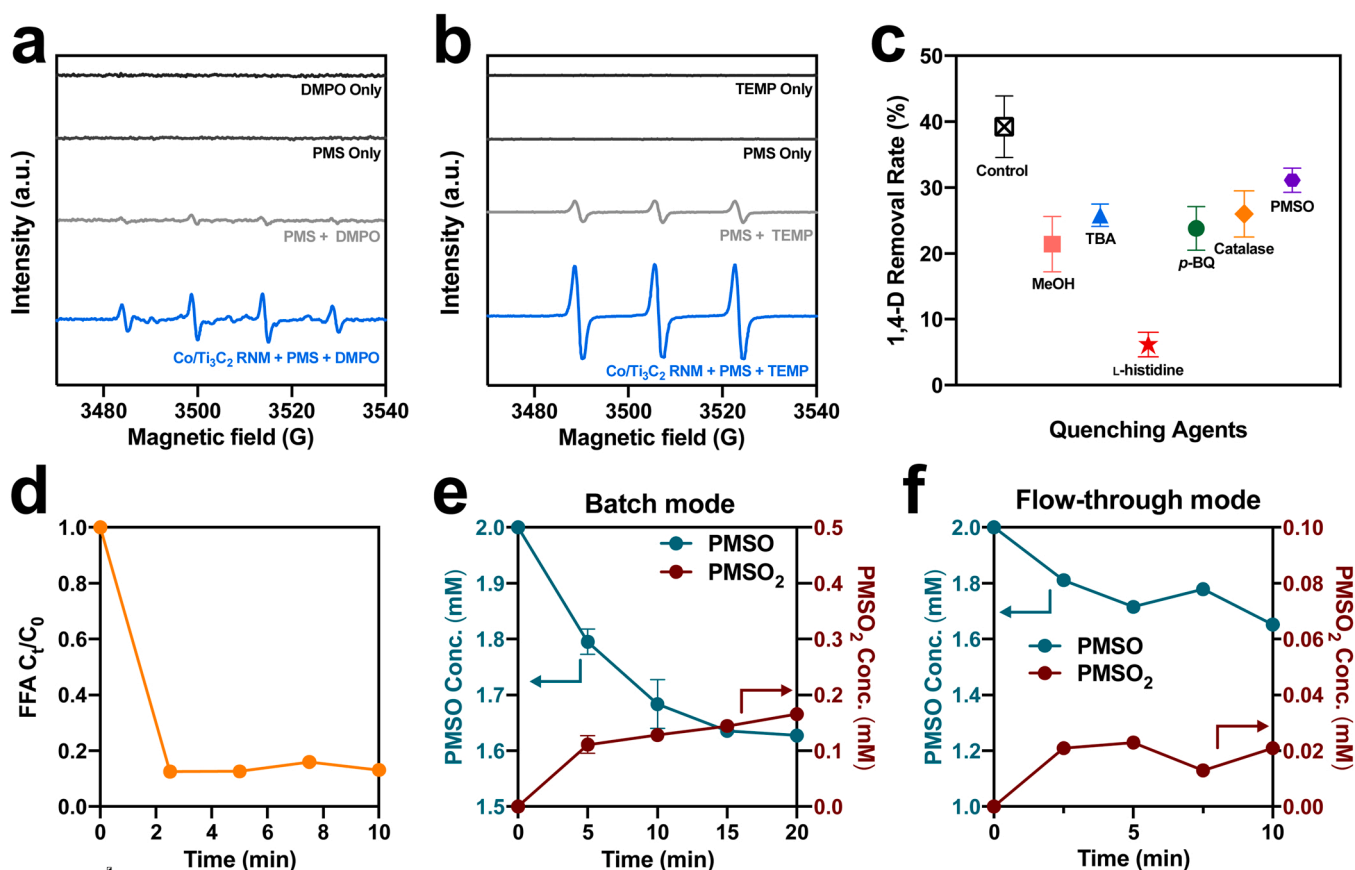 a
DMPO Only
PMS Only
PMS + DMPO
Co/Ti₃C₂ RNM + PMS + DMPO
Intensity (a.u.)
3480 3500 3520 3540
Magnetic field (G)
b
TEMP Only
PMS Only
PMS + TEMP
Co/Ti₃C₂ RNM + PMS + TEMP
Intensity (a.u.)
3480 3500 3520 3540
Magnetic field (G)
c
1,4-D Removal Rate (%)
50
40
30
20
10
0
Control
MeOH
TBA
L-histidine
p-BQ
Catalase
PMSO
Quenching Agents
d
FFA Cₜ/C₀
1.0
0.8
0.6
0.4
0.2
0.0
0 2 4 6 8 10
Time (min)
e
Batch mode
PMSO Conc. (mM)
2.0
1.9
1.8
1.7
1.6
1.5
PMSO
PMSO₂
0.5
0.4
0.3
0.2
0.1
0.0
PMSO₂ Conc. (mM)
0 5 10 15 20
Time (min)
f
Flow-through mode
PMSO Conc. (mM)
2.0
1.8
1.6
1.4
1.2
1.0
PMSO
PMSO₂
0.10
0.08
0.06
0.04
0.02
0.00
PMSO₂ Conc. (mM)
0 5 10
Time (min)